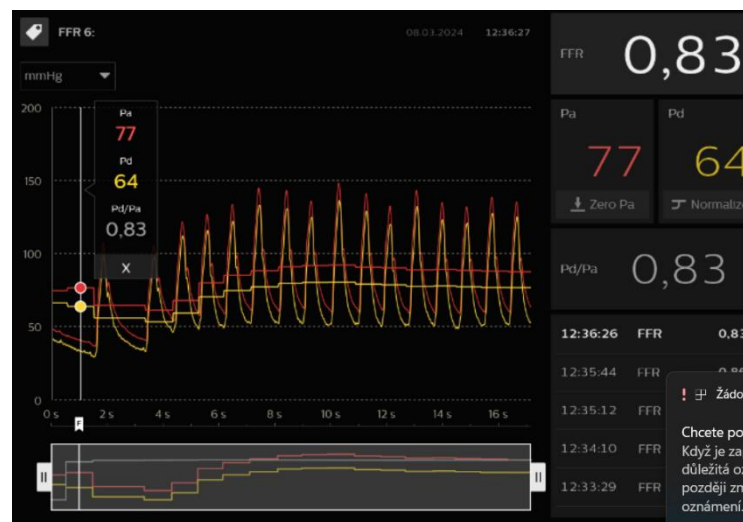 FFR 6:
08.03.2024 12:36:27
mmHg
200
150
100
50
0
Pa
77
Pd
64
Pd/Pa
0,83
X
0 s 2 s 4 s 6 s 8 s 10 s 12 s 14 s 16 s
F
FFR 0,83
Pa
77
Zero Pa
Pd
64
Normaliz
Pd/Pa 0,83
12:36:26 FFR 0,83
12:35:44 FFR
12:35:12 FFR
12:34:10 FFR
12:33:29 FFR
! Žádo
Chcete po
Když je za
důležitá oz
později zn
oznámení.